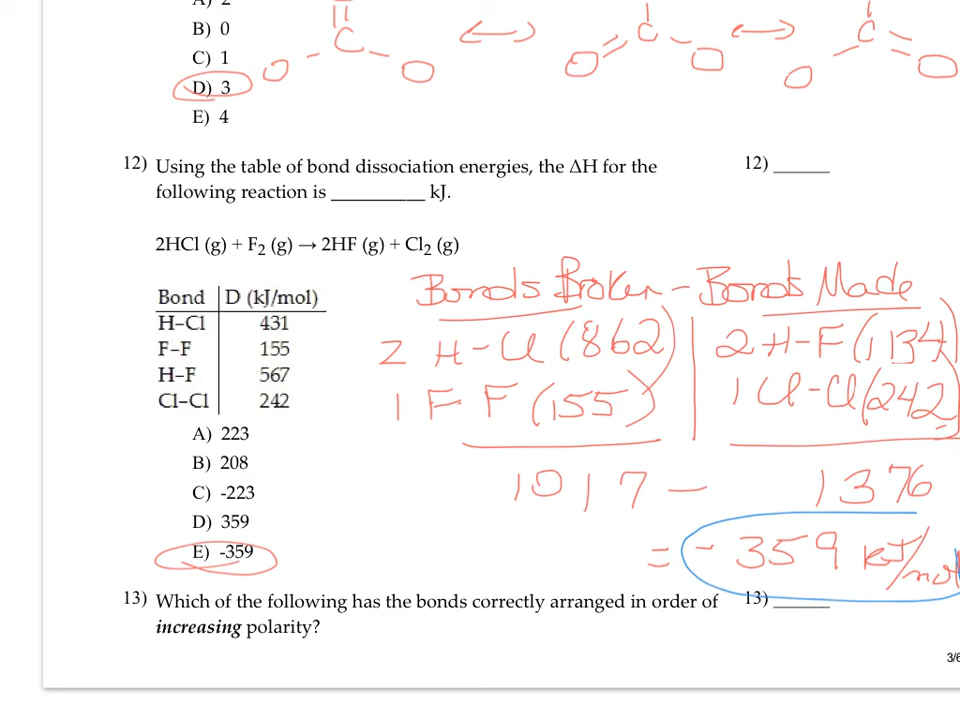 A) 2
B) 0
C) 1
D) 3
E) 4
O C O ⟷ O = C O ⟷ O C = O
12) Using the table of bond dissociation energies, the ΔH for the
following reaction is _________ kJ.
12) ______
2HCl (g) + F₂ (g) → 2HF (g) + Cl₂ (g)
Bonds Broken - Bonds Made
Bond D (kJ/mol)
H-Cl 431
F-F 155
H-F 567
Cl-Cl 242
2 H-Cl (862) 2 H-F (1134)
1 F-F (155) 1 Cl-Cl (242)
1017 - 1376
= -359 kJ/mol
A) 223
B) 208
C) -223
D) 359
E) -359
13) Which of the following has the bonds correctly arranged in order of
increasing polarity?
13) ______
3/6